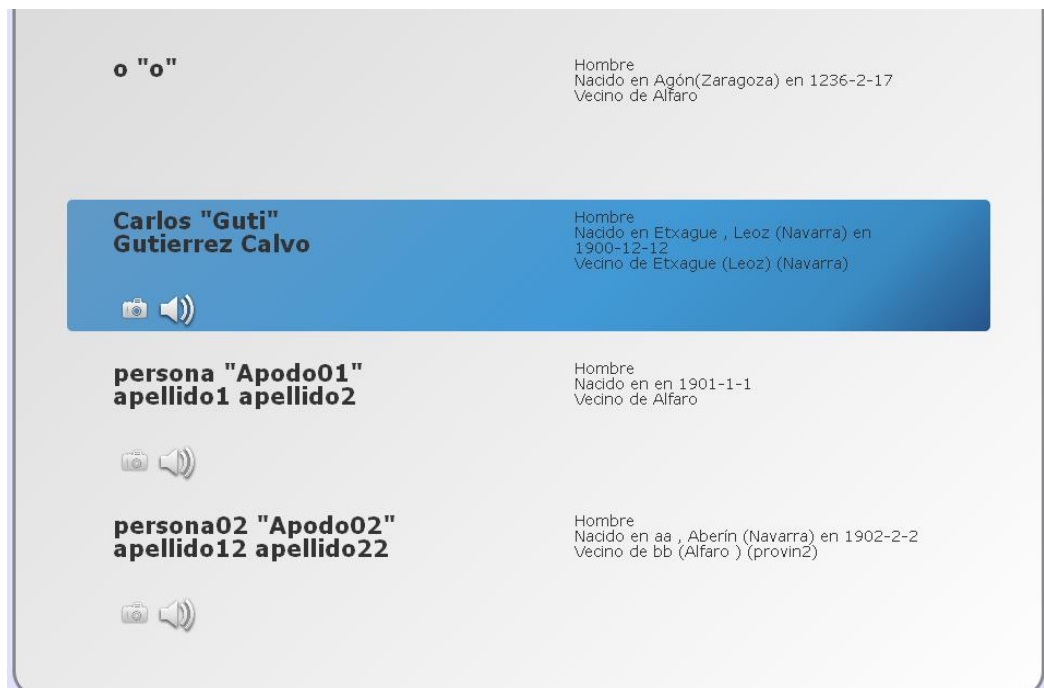 o "o"
Hombre
Nacido en Agón(Zaragoza) en 1236-2-17
Vecino de Alfaro
Carlos "Guti"
Gutierrez Calvo
Hombre
Nacido en Etxague , Leoz (Navarra) en
1900-12-12
Vecino de Etxague (Leoz) (Navarra)
persona "Apodo01"
apellido1 apellido2
Hombre
Nacido en en 1901-1-1
Vecino de Alfaro
persona02 "Apodo02"
apellido12 apellido22
Hombre
Nacido en aa , Aberín (Navarra) en 1902-2-2
Vecino de bb (Alfaro ) (provin2)